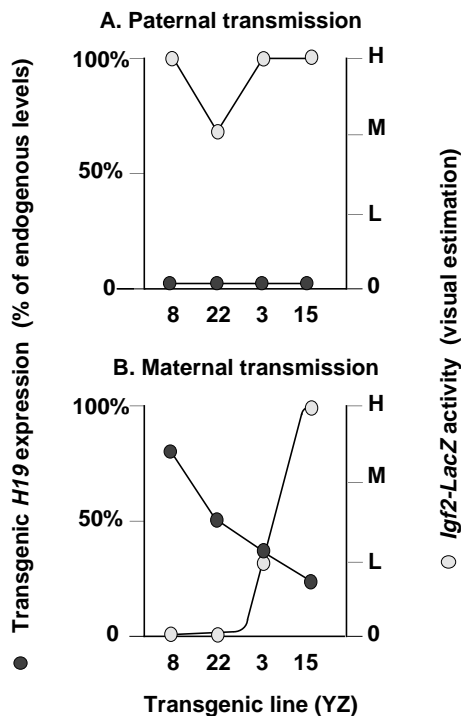 A. Paternal transmission
100%
50%
0
H
M
L
0
8 22 3 15
B. Maternal transmission
100%
50%
0
H
M
L
0
8 22 3 15
Transgenic line (YZ)
Transgenic H19 expression (% of endogenous levels)
Igf2-LacZ activity (visual estimation)